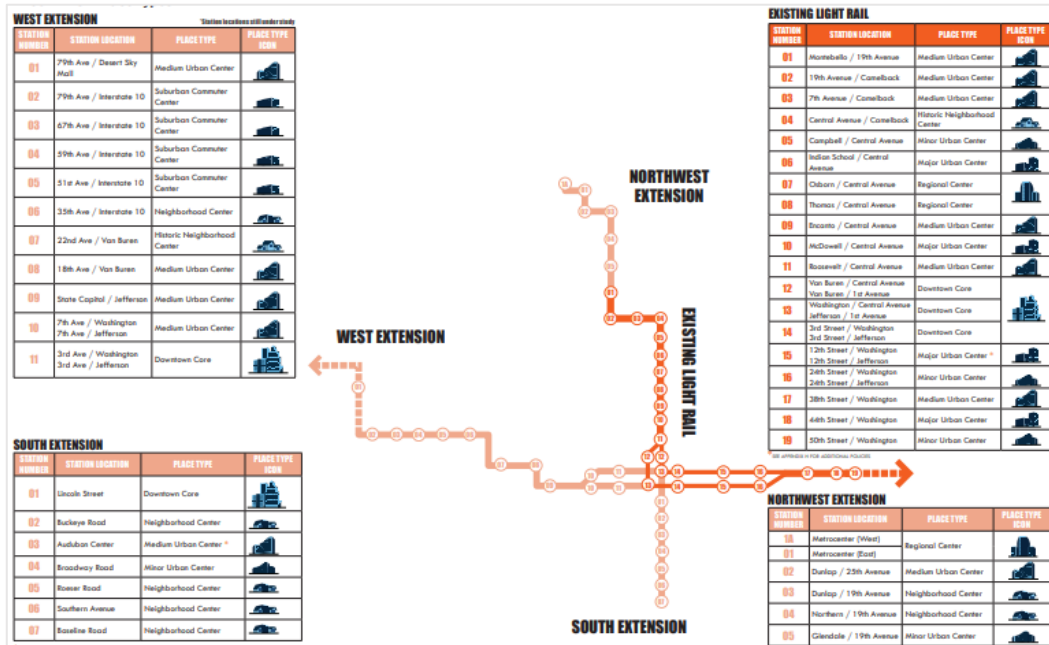 WEST EXTENSION
*Station locations still under study
STATION NUMBER STATION LOCATION PLACE TYPE PLACE TYPE ICON
01 79th Ave / Desert Sky Mall Medium Urban Center
02 79th Ave / Interstate 10 Suburban Commuter Center
03 67th Ave / Interstate 10 Suburban Commuter Center
04 59th Ave / Interstate 10 Suburban Commuter Center
05 51st Ave / Interstate 10 Suburban Commuter Center
06 35th Ave / Interstate 10 Neighborhood Center
07 22nd Ave / Van Buren Historic Neighborhood Center
08 18th Ave / Van Buren Medium Urban Center
09 State Capital / Jefferson Medium Urban Center
10 7th Ave / Washington 7th Ave / Jefferson Medium Urban Center
11 3rd Ave / Washington 3rd Ave / Jefferson Downtown Core
SOUTH EXTENSION
STATION NUMBER STATION LOCATION PLACE TYPE PLACE TYPE ICON
01 Lincoln Street Downtown Core
02 Buckeye Road Neighborhood Center
03 Audubon Center Medium Urban Center *
04 Broadway Road Minor Urban Center
05 Roeser Road Neighborhood Center
06 Southern Avenue Neighborhood Center
07 Baseline Road Neighborhood Center
NORTHWEST
EXTENSION
WEST EXTENSION
EXISTING LIGHT RAIL
SOUTH EXTENSION
EXISTING LIGHT RAIL
STATION NUMBER STATION LOCATION PLACE TYPE PLACE TYPE ICON
01 Montebello / 19th Avenue Medium Urban Center
02 19th Avenue / Camelback Medium Urban Center
03 7th Avenue / Camelback Medium Urban Center
04 Central Avenue / Camelback Historic Neighborhood Center
05 Campbell / Central Avenue Minor Urban Center
06 Indian School / Central Avenue Major Urban Center
07 Osborn / Central Avenue Regional Center
08 Thomas / Central Avenue Regional Center
09 Encanto / Central Avenue Medium Urban Center
10 McDowell / Central Avenue Major Urban Center
11 Roosevelt / Central Avenue Medium Urban Center
12 Van Buren / Central Avenue Van Buren / 1st Avenue Downtown Core
13 Washington / Central Avenue Jefferson / 1st Avenue Downtown Core
14 3rd Street / Washington 3rd Street / Jefferson Downtown Core
15 12th Street / Washington 12th Street / Jefferson Major Urban Center *
16 24th Street / Washington 24th Street / Jefferson Minor Urban Center
17 38th Street / Washington Medium Urban Center
18 44th Street / Washington Major Urban Center
19 50th Street / Washington Minor Urban Center
* SEE APPENDIX H FOR ADDITIONAL POLICIES
NORTHWEST EXTENSION
STATION NUMBER STATION LOCATION PLACE TYPE PLACE TYPE ICON
1A Metrocenter (West) Regional Center
01 Metrocenter (East)
02 Dunlap / 25th Avenue Medium Urban Center
03 Dunlap / 19th Avenue Neighborhood Center
04 Northern / 19th Avenue Neighborhood Center
05 Glendale / 19th Avenue Minor Urban Center